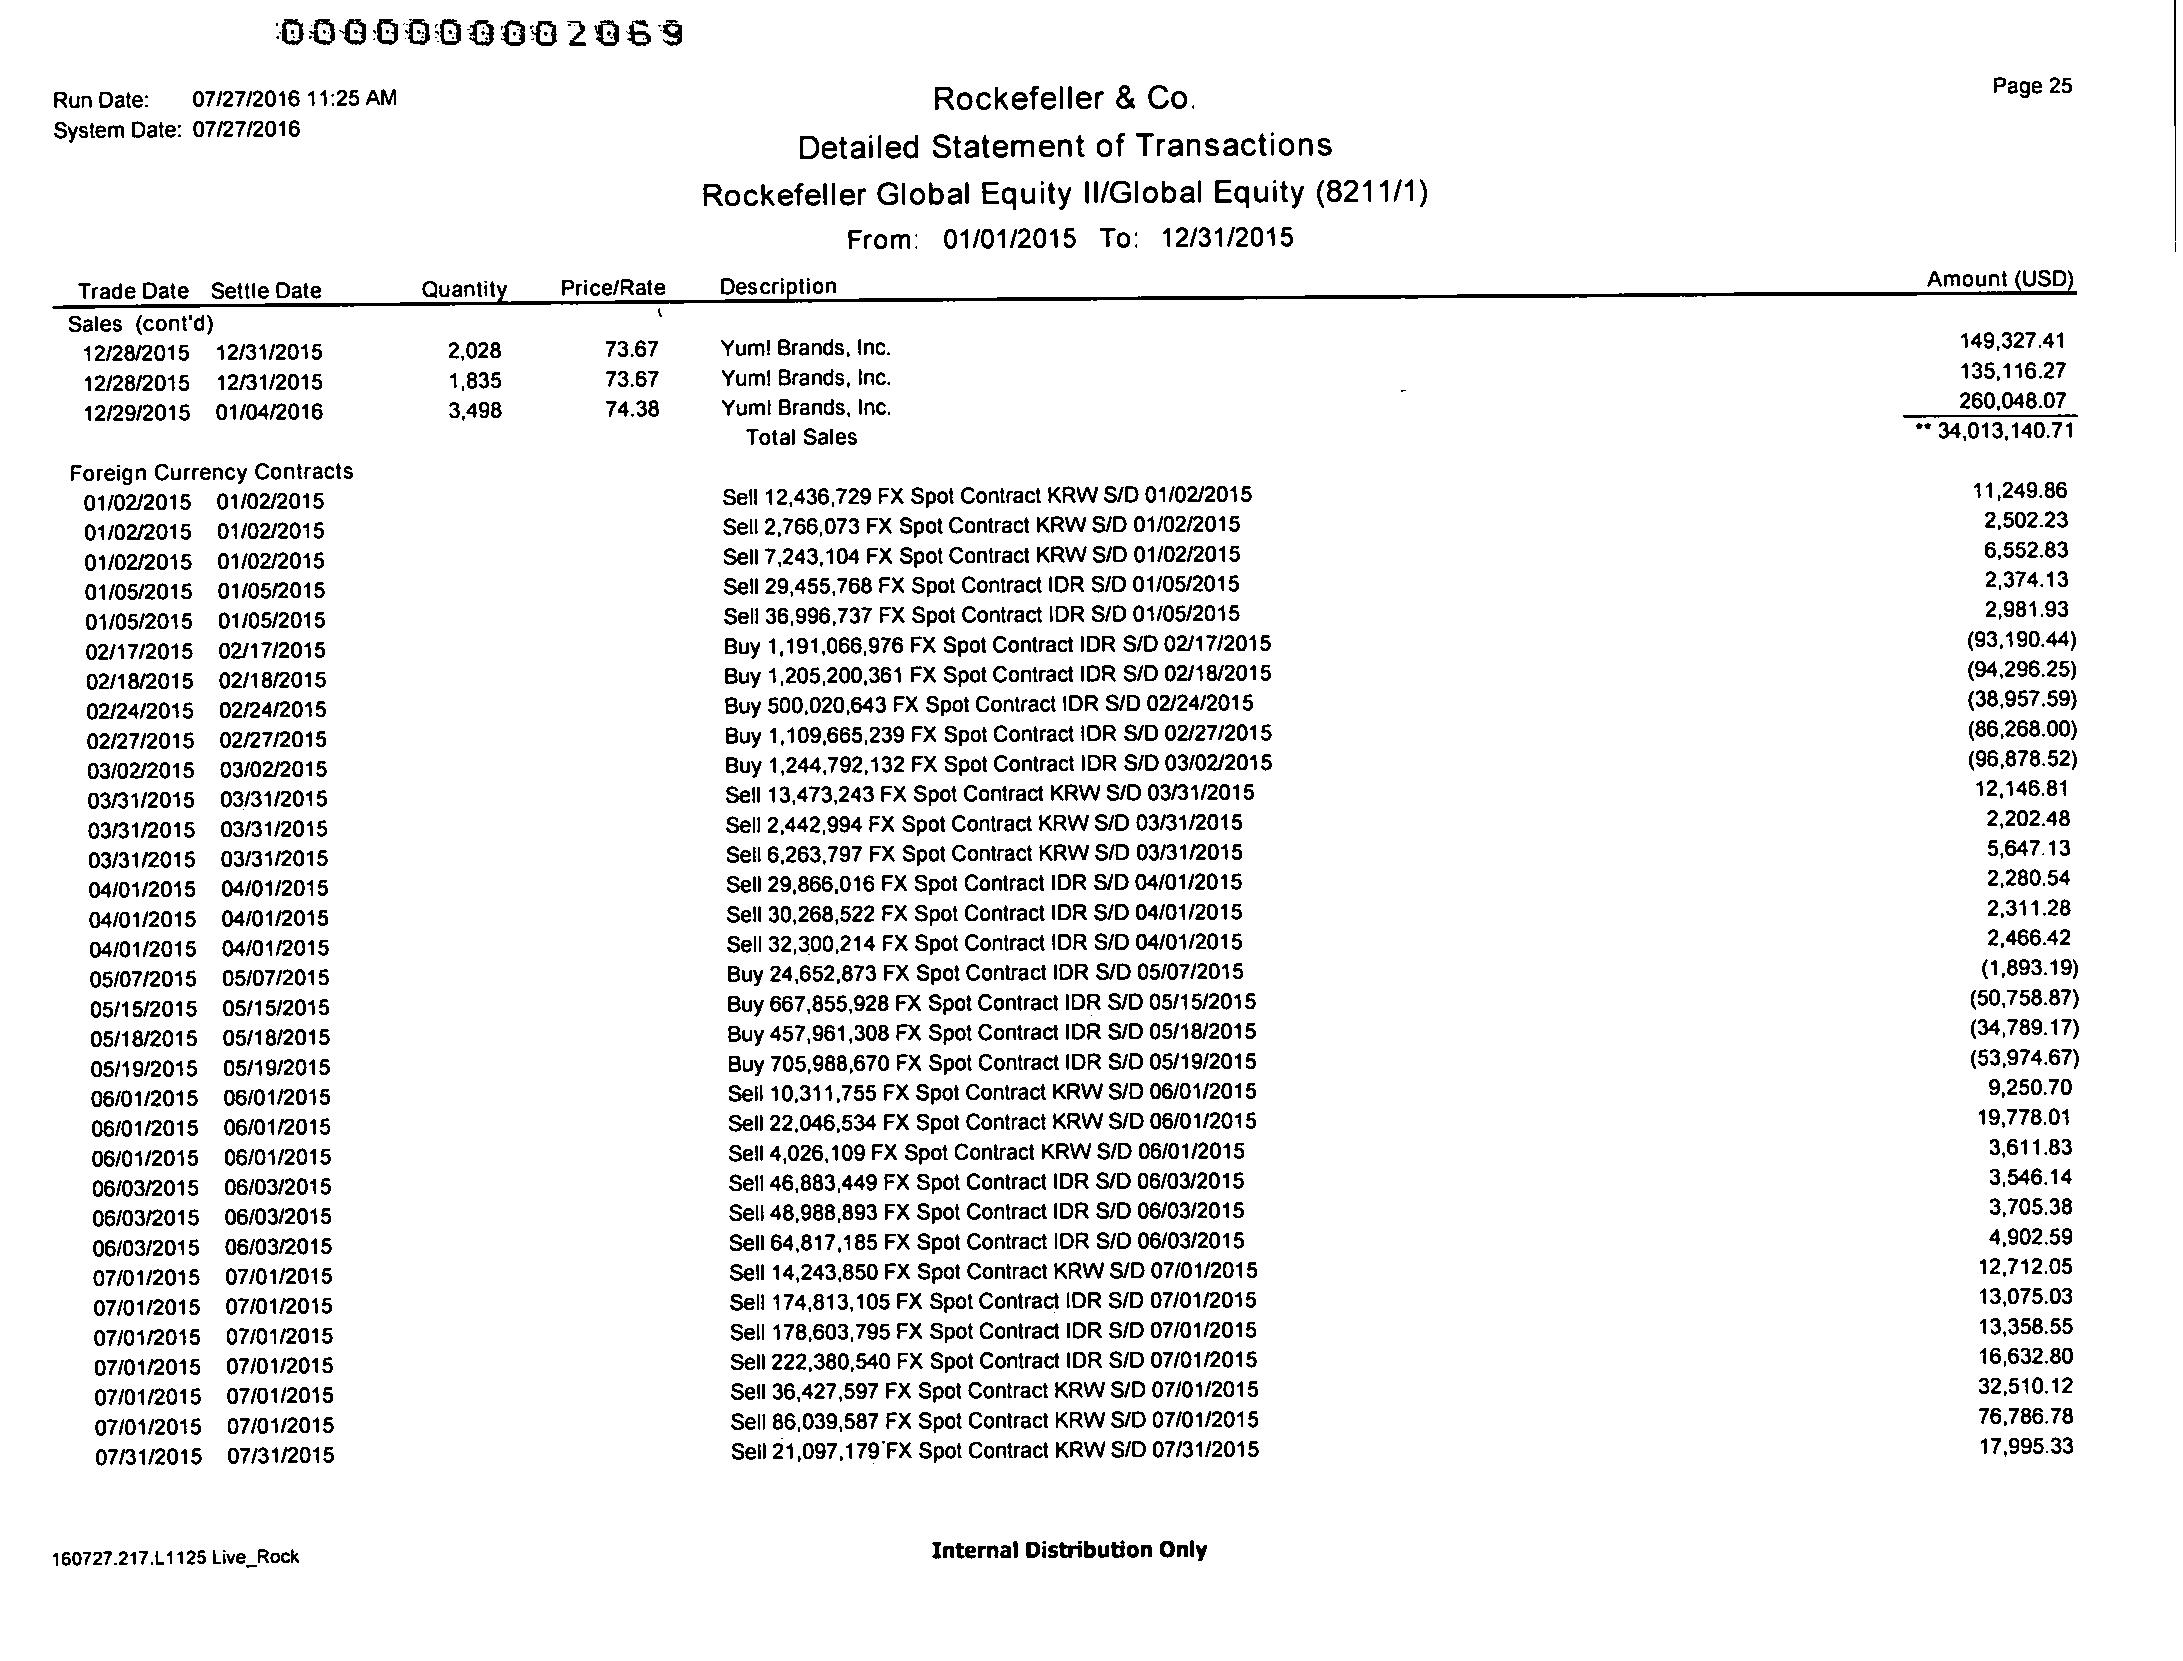 000000002069
Run Date: 07/27/2016 11:25 AM
System Date: 07/27/2016
Page 25
Rockefeller & Co.
Detailed Statement of Transactions
Rockefeller Global Equity II/Global Equity (8211/1)
From: 01/01/2015 To: 12/31/2015
Trade Date Settle Date Quantity Price/Rate Description Amount (USD)
Sales (cont'd)
12/28/2015 12/31/2015 2,028 73.67 Yum! Brands, Inc. 149,327.41
12/28/2015 12/31/2015 1,835 73.67 Yum! Brands, Inc. 135,116.27
12/29/2015 01/04/2016 3,498 74.38 Yum! Brands, Inc. 260,048.07
Total Sales ** 34,013,140.71
Foreign Currency Contracts
01/02/2015 01/02/2015 Sell 12,436,729 FX Spot Contract KRW S/D 01/02/2015 11,249.86
01/02/2015 01/02/2015 Sell 2,766,073 FX Spot Contract KRW S/D 01/02/2015 2,502.23
01/02/2015 01/02/2015 Sell 7,243,104 FX Spot Contract KRW S/D 01/02/2015 6,552.83
01/05/2015 01/05/2015 Sell 29,455,768 FX Spot Contract IDR S/D 01/05/2015 2,374.13
01/05/2015 01/05/2015 Sell 36,996,737 FX Spot Contract IDR S/D 01/05/2015 2,981.93
02/17/2015 02/17/2015 Buy 1,191,066,976 FX Spot Contract IDR S/D 02/17/2015 (93,190.44)
02/18/2015 02/18/2015 Buy 1,205,200,361 FX Spot Contract IDR S/D 02/18/2015 (94,296.25)
02/24/2015 02/24/2015 Buy 500,020,643 FX Spot Contract IDR S/D 02/24/2015 (38,957.59)
02/27/2015 02/27/2015 Buy 1,109,665,239 FX Spot Contract IDR S/D 02/27/2015 (86,268.00)
03/02/2015 03/02/2015 Buy 1,244,792,132 FX Spot Contract IDR S/D 03/02/2015 (96,878.52)
03/31/2015 03/31/2015 Sell 13,473,243 FX Spot Contract KRW S/D 03/31/2015 12,146.81
03/31/2015 03/31/2015 Sell 2,442,994 FX Spot Contract KRW S/D 03/31/2015 2,202.48
03/31/2015 03/31/2015 Sell 6,263,797 FX Spot Contract KRW S/D 03/31/2015 5,647.13
04/01/2015 04/01/2015 Sell 29,866,016 FX Spot Contract IDR S/D 04/01/2015 2,280.54
04/01/2015 04/01/2015 Sell 30,268,522 FX Spot Contract IDR S/D 04/01/2015 2,311.28
04/01/2015 04/01/2015 Sell 32,300,214 FX Spot Contract IDR S/D 04/01/2015 2,466.42
05/07/2015 05/07/2015 Buy 24,652,873 FX Spot Contract IDR S/D 05/07/2015 (1,893.19)
05/15/2015 05/15/2015 Buy 667,855,928 FX Spot Contract IDR S/D 05/15/2015 (50,758.87)
05/18/2015 05/18/2015 Buy 457,961,308 FX Spot Contract IDR S/D 05/18/2015 (34,789.17)
05/19/2015 05/19/2015 Buy 705,988,670 FX Spot Contract IDR S/D 05/19/2015 (53,974.67)
06/01/2015 06/01/2015 Sell 10,311,755 FX Spot Contract KRW S/D 06/01/2015 9,250.70
06/01/2015 06/01/2015 Sell 22,046,534 FX Spot Contract KRW S/D 06/01/2015 19,778.01
06/01/2015 06/01/2015 Sell 4,026,109 FX Spot Contract KRW S/D 06/01/2015 3,611.83
06/03/2015 06/03/2015 Sell 46,883,449 FX Spot Contract IDR S/D 06/03/2015 3,546.14
06/03/2015 06/03/2015 Sell 48,988,893 FX Spot Contract IDR S/D 06/03/2015 3,705.38
06/03/2015 06/03/2015 Sell 64,817,185 FX Spot Contract IDR S/D 06/03/2015 4,902.59
07/01/2015 07/01/2015 Sell 14,243,850 FX Spot Contract KRW S/D 07/01/2015 12,712.05
07/01/2015 07/01/2015 Sell 174,813,105 FX Spot Contract IDR S/D 07/01/2015 13,075.03
07/01/2015 07/01/2015 Sell 178,603,795 FX Spot Contract IDR S/D 07/01/2015 13,358.55
07/01/2015 07/01/2015 Sell 222,380,540 FX Spot Contract IDR S/D 07/01/2015 16,632.80
07/01/2015 07/01/2015 Sell 36,427,597 FX Spot Contract KRW S/D 07/01/2015 32,510.12
07/01/2015 07/01/2015 Sell 86,039,587 FX Spot Contract KRW S/D 07/01/2015 76,786.78
07/31/2015 07/31/2015 Sell 21,097,179 FX Spot Contract KRW S/D 07/31/2015 17,995.33
160727.217.L1125 Live_Rock
Internal Distribution Only